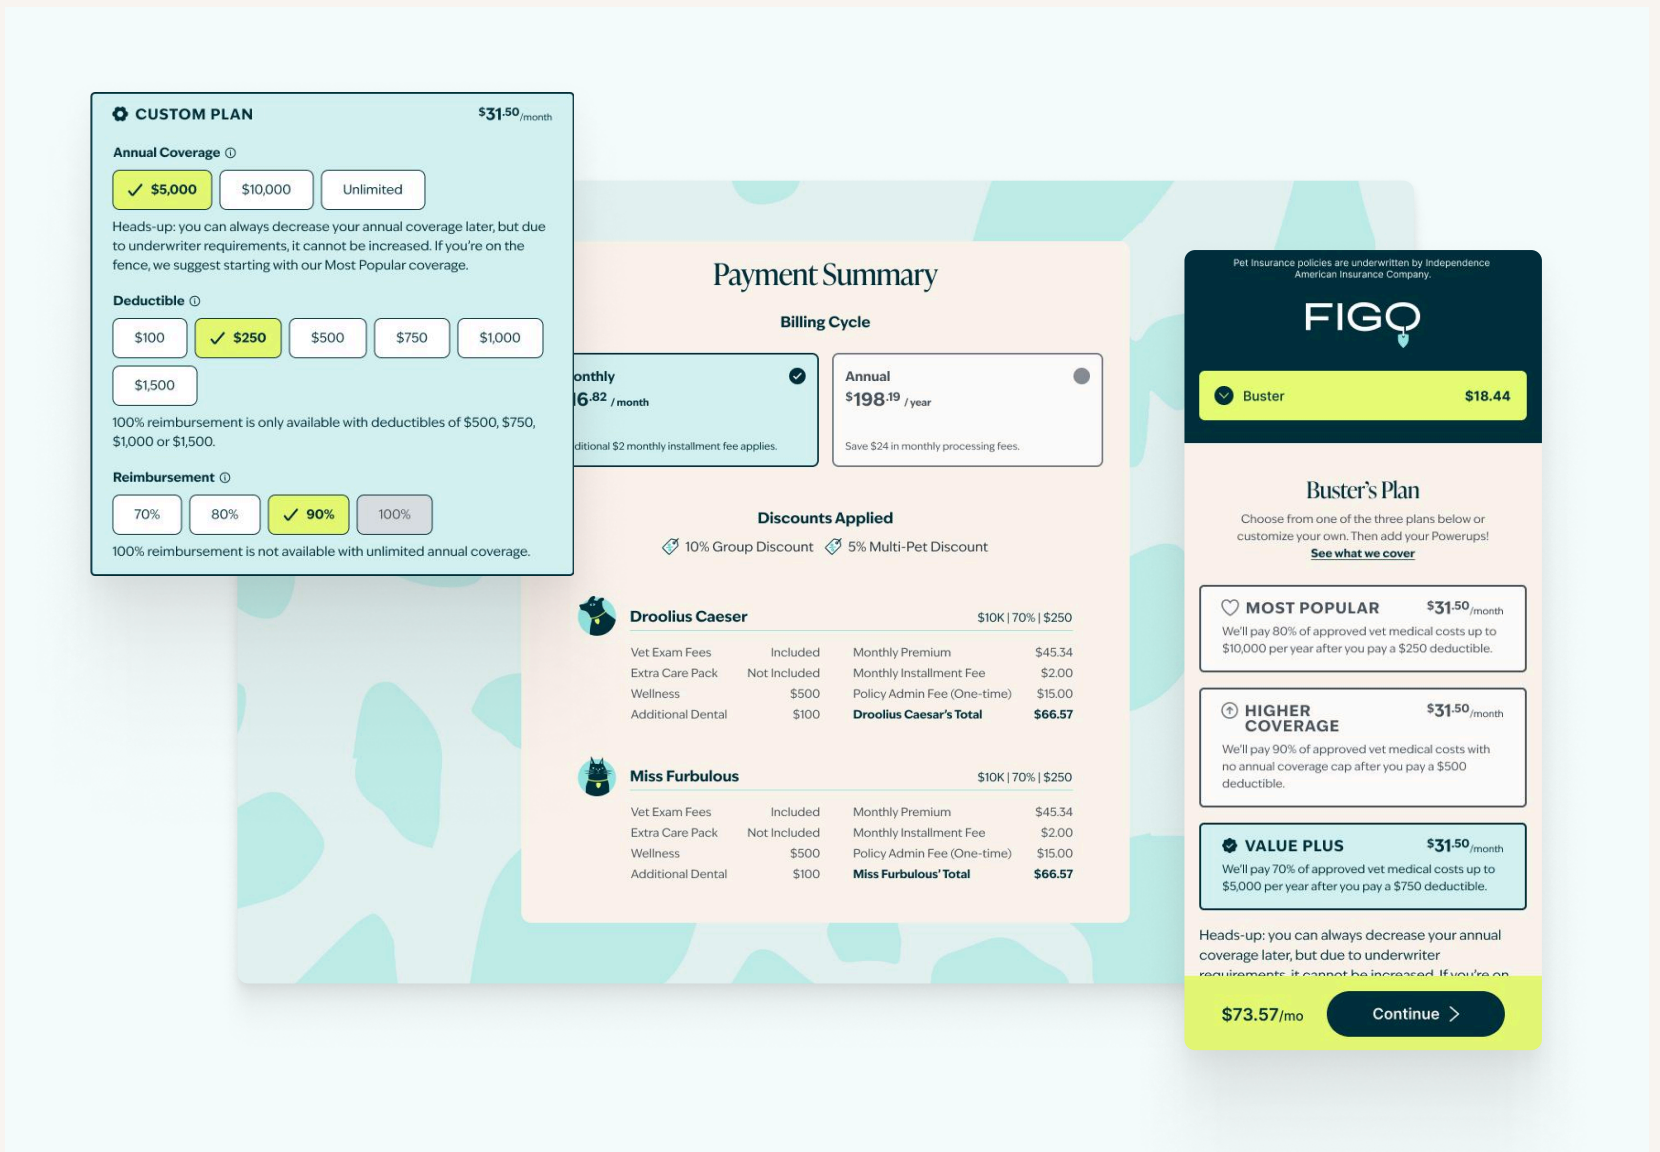 CUSTOM PLAN
$31.50/month
Annual Coverage
$5,000
$10,000
Unlimited
Heads-up: you can always decrease your annual coverage later, but due
to underwriter requirements, it cannot be increased. If you're on the
fence, we suggest starting with our Most Popular coverage.
Deductible
$100
$250
$500
$750
$1,000
$1,500
100% reimbursement is only available with deductibles of $500, $750,
$1,000 or $1,500.
Reimbursement
70%
80%
90%
100%
100% reimbursement is not available with unlimited annual coverage.
Payment Summary
Billing Cycle
onthly
6.82 / month
ditional $2 monthly installment fee applies.
Annual
$198.19 / year
Save $24 in monthly processing fees.
Discounts Applied
10% Group Discount
5% Multi-Pet Discount
Droolius Caeser
$10K | 70% | $250
Vet Exam Fees Included
Extra Care Pack Not Included
Wellness $500
Additional Dental $100
Monthly Premium $45.34
Monthly Installment Fee $2.00
Policy Admin Fee (One-time) $15.00
Droolius Caesar's Total $66.57
Miss Furbulous
$10K | 70% | $250
Vet Exam Fees Included
Extra Care Pack Not Included
Wellness $500
Additional Dental $100
Monthly Premium $45.34
Monthly Installment Fee $2.00
Policy Admin Fee (One-time) $15.00
Miss Furbulous' Total $66.57
Pet Insurance policies are underwritten by Independence
American Insurance Company.
FIGO
Buster $18.44
Buster's Plan
Choose from one of the three plans below or
customize your own. Then add your Powerups!
See what we cover
MOST POPULAR
$31.50/month
We'll pay 80% of approved vet medical costs up to
$10,000 per year after you pay a $250 deductible.
HIGHER
COVERAGE
$31.50/month
We'll pay 90% of approved vet medical costs with
no annual coverage cap after you pay a $500
deductible.
VALUE PLUS
$31.50/month
We'll pay 70% of approved vet medical costs up to
$5,000 per year after you pay a $750 deductible.
Heads-up: you can always decrease your annual
coverage later, but due to underwriter
requirements, it cannot be increased. If you're on
$73.57/mo
Continue